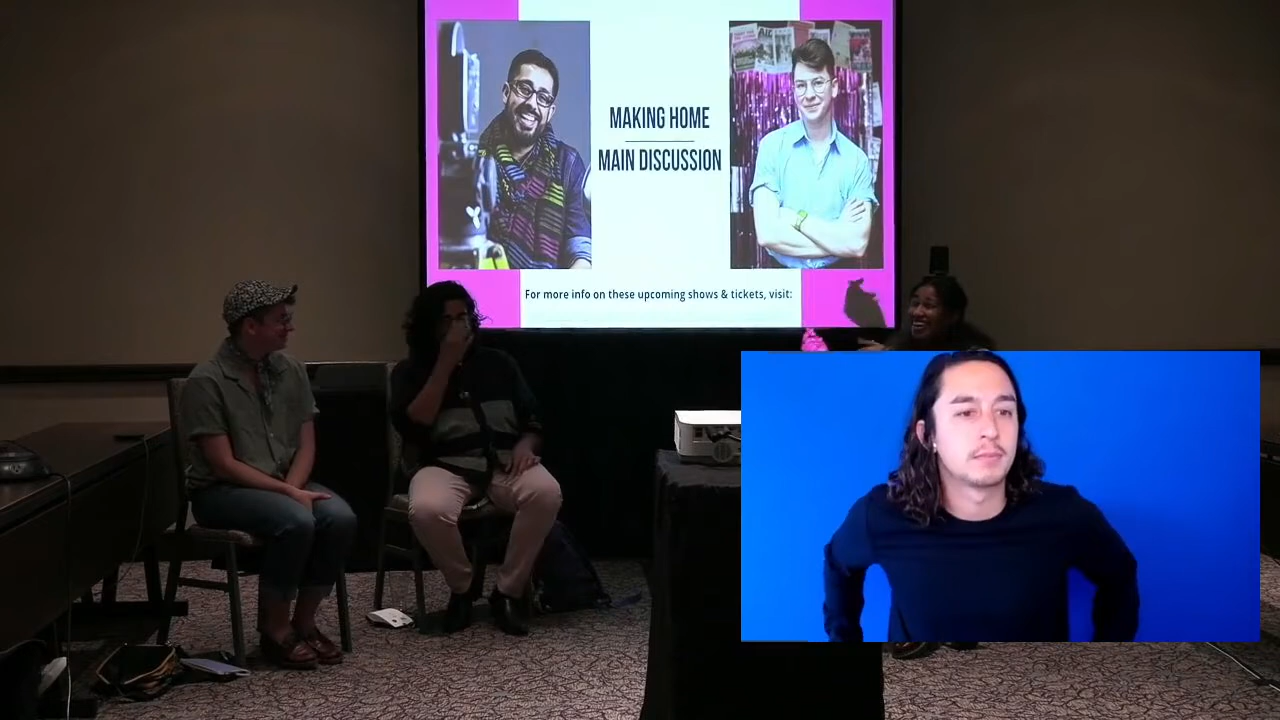 MAKING HOME
MAIN DISCUSSION
For more info on these upcoming shows & tickets, visit: